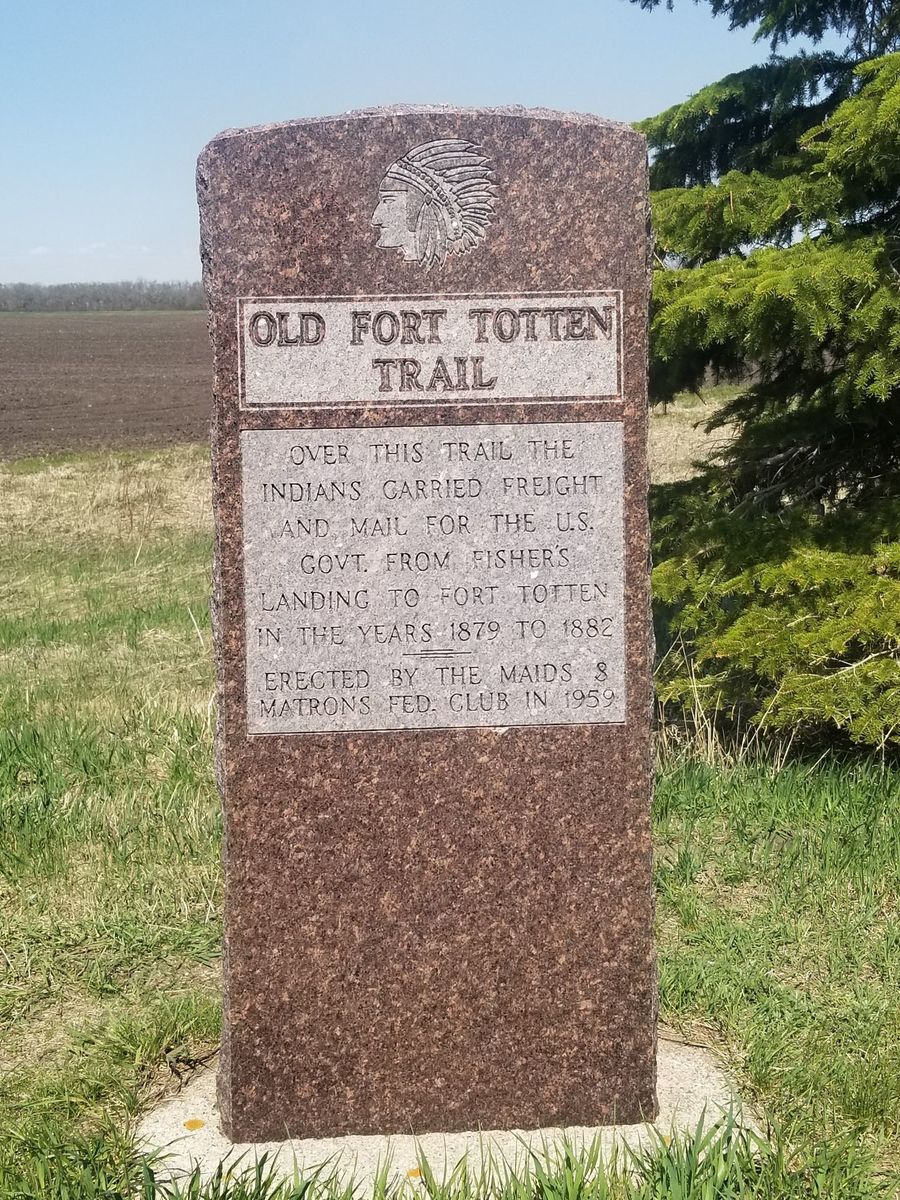 OLD FORT TOTTEN
TRAIL
OVER THIS TRAIL THE
INDIANS CARRIED FREIGHT
AND MAIL FOR THE U.S.
GOVT. FROM FISHER'S
LANDING TO FORT TOTTEN
IN THE YEARS 1879 TO 1882
ERECTED BY THE MAIDS &
MATRONS FED. CLUB IN 1959